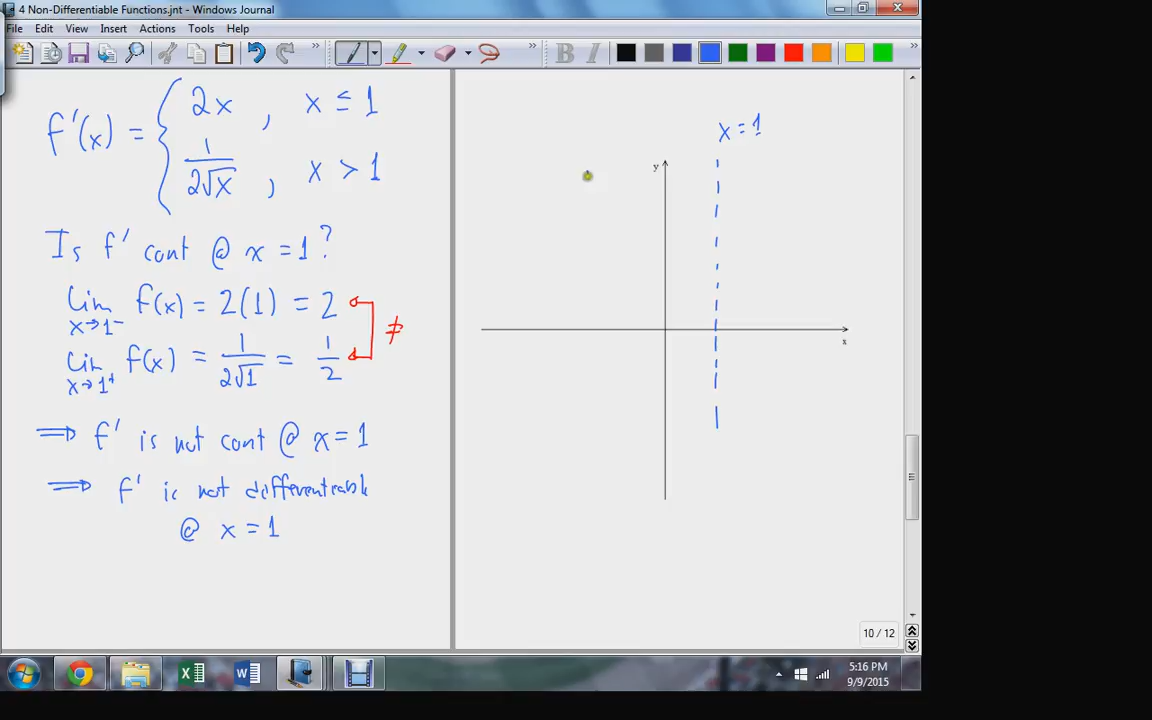 4 Non-Differentiable Functions.jnt - Windows Journal
File Edit View Insert Actions Tools Help
f'(x) = { 2x , x ≤ 1
1/(2√x) , x > 1
Is f' cont @ x = 1 ?
lim x→1⁻ f(x) = 2(1) = 2
≠
lim x→1⁺ f(x) = 1/(2√1) = 1/2
⟹ f' is not cont @ x = 1
⟹ f' is not differentiable
@ x = 1
x = 1
y
x
10 / 12
5:16 PM
9/9/2015